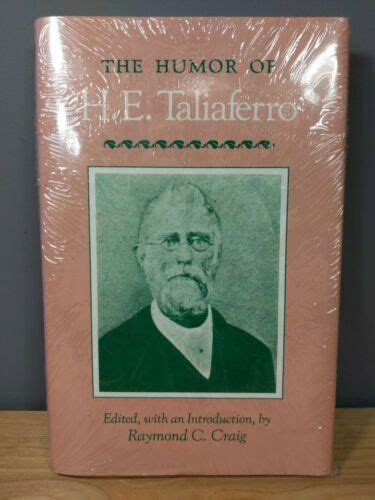 THE HUMOR OF
H. E. Taliaferro
Edited, with an Introduction, by
Raymond C. Craig